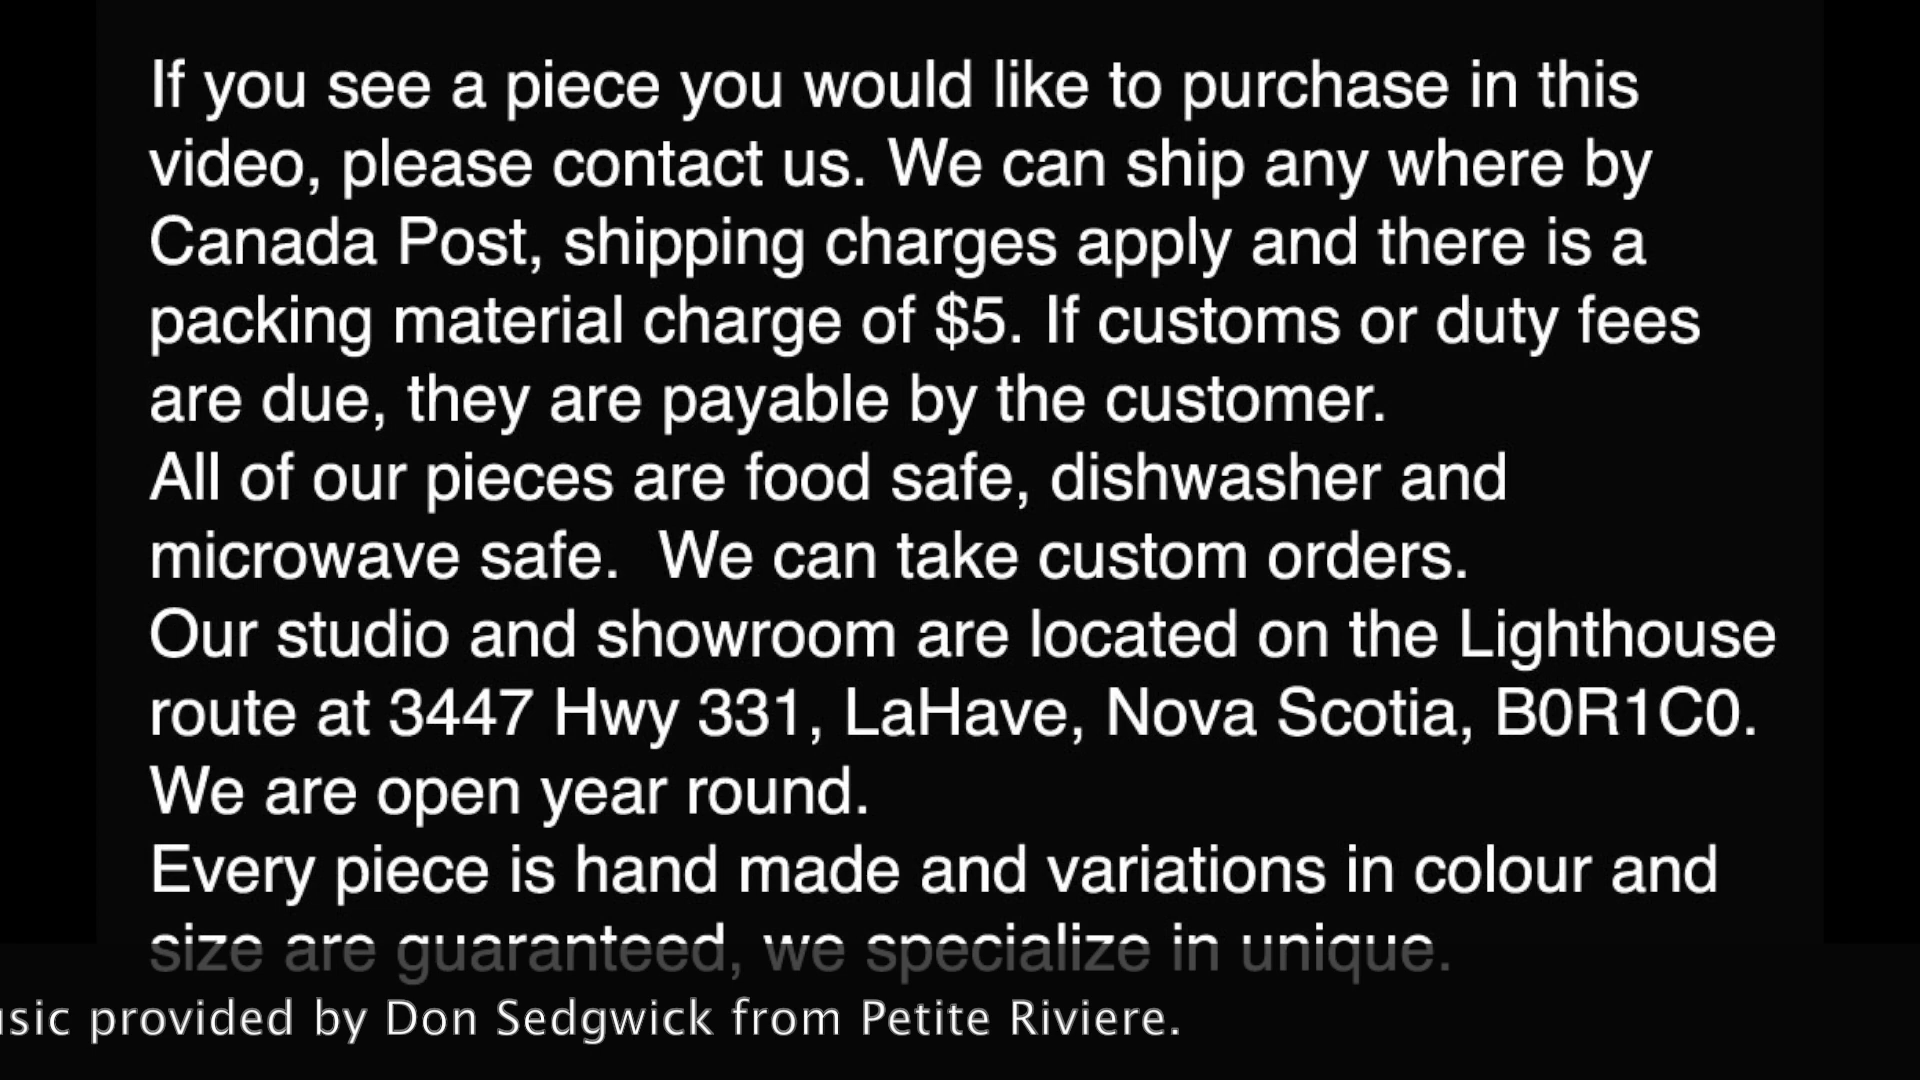 If you see a piece you would like to purchase in this
video, please contact us. We can ship any where by
Canada Post, shipping charges apply and there is a
packing material charge of $5. If customs or duty fees
are due, they are payable by the customer.
All of our pieces are food safe, dishwasher and
microwave safe.  We can take custom orders.
Our studio and showroom are located on the Lighthouse
route at 3447 Hwy 331, LaHave, Nova Scotia, B0R1C0.
We are open year round.
Every piece is hand made and variations in colour and
size are guaranteed, we specialize in unique.
provided by Don Sedgwick from Petite Riviere.